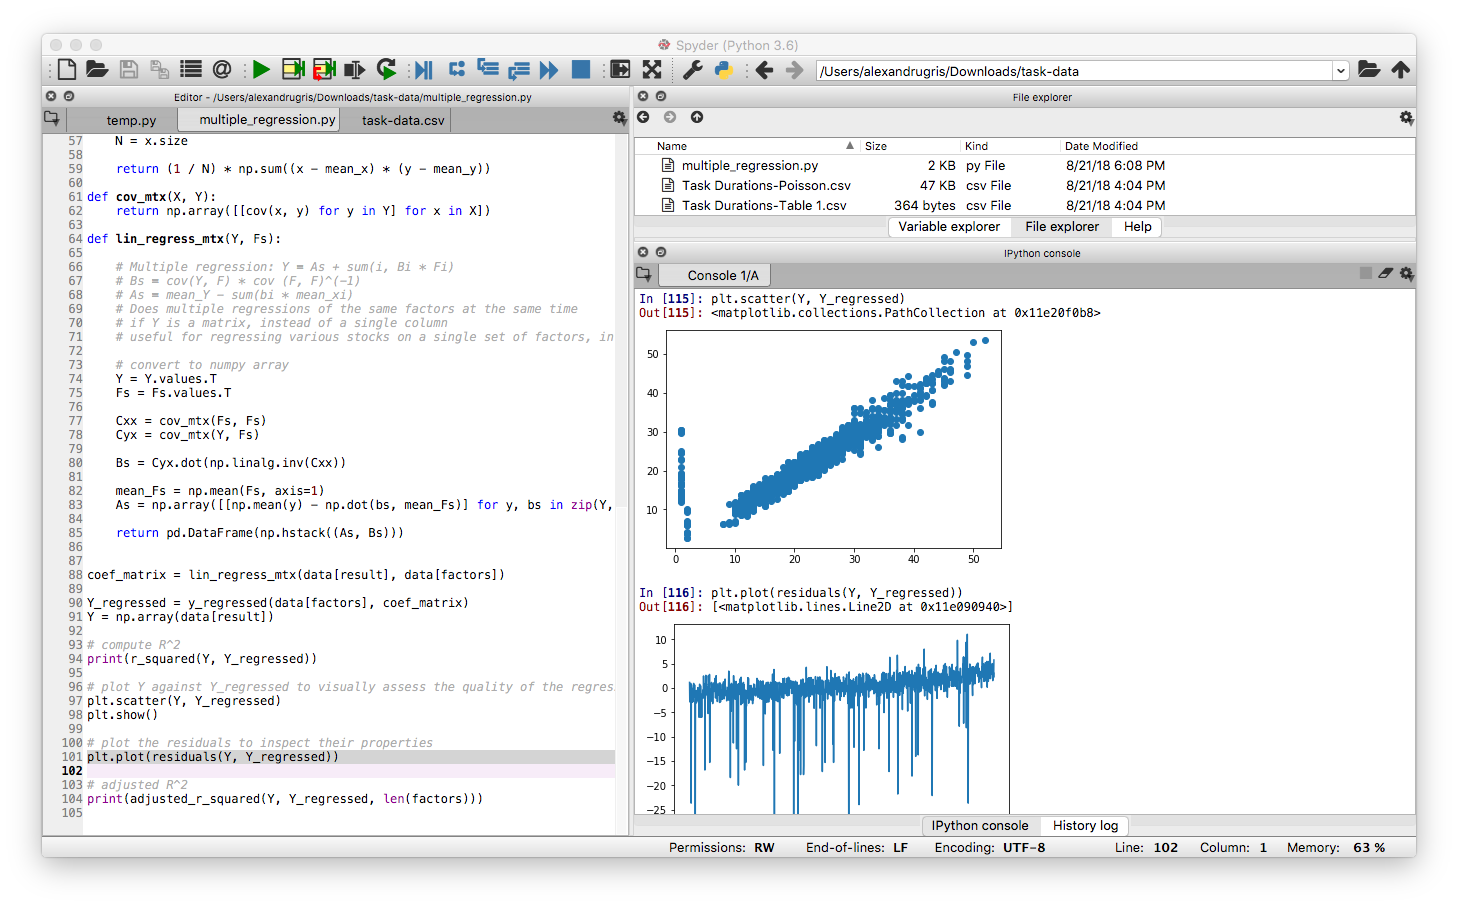 Spyder (Python 3.6)
/Users/alexandrugris/Downloads/task-data
Editor - /Users/alexandrugris/Downloads/task-data/multiple_regression.py
temp.py
multiple_regression.py
task-data.csv
57 N = x.size
58
59 return (1 / N) * np.sum((x - mean_x) * (y - mean_y))
60
61 def cov_mtx(X, Y):
62 return np.array([[cov(x, y) for y in Y] for x in X])
63
64 def lin_regress_mtx(Y, Fs):
65
66 # Multiple regression: Y = As + sum(i, Bi * Fi)
67 # Bs = cov(Y, F) * cov (F, F)^(-1)
68 # As = mean_Y - sum(bi * mean_xi)
69 # Does multiple regressions of the same factors at the same time
70 # if Y is a matrix, instead of a single column
71 # useful for regressing various stocks on a single set of factors, in
72
73 # convert to numpy array
74 Y = Y.values.T
75 Fs = Fs.values.T
76
77 Cxx = cov_mtx(Fs, Fs)
78 Cyx = cov_mtx(Y, Fs)
79
80 Bs = Cyx.dot(np.linalg.inv(Cxx))
81
82 mean_Fs = np.mean(Fs, axis=1)
83 As = np.array([[np.mean(y) - np.dot(bs, mean_Fs)] for y, bs in zip(Y,
84
85 return pd.DataFrame(np.hstack((As, Bs)))
86
87
88 coef_matrix = lin_regress_mtx(data[result], data[factors])
89
90 Y_regressed = y_regressed(data[factors], coef_matrix)
91 Y = np.array(data[result])
92
93 # compute R^2
94 print(r_squared(Y, Y_regressed))
95
96 # plot Y against Y_regressed to visually assess the quality of the regres
97 plt.scatter(Y, Y_regressed)
98 plt.show()
99
100 # plot the residuals to inspect their properties
101 plt.plot(residuals(Y, Y_regressed))
102
103 # adjusted R^2
104 print(adjusted_r_squared(Y, Y_regressed, len(factors)))
105
File explorer
Name Size Kind Date Modified
multiple_regression.py 2 KB py File 8/21/18 6:08 PM
Task Durations-Poisson.csv 47 KB csv File 8/21/18 4:04 PM
Task Durations-Table 1.csv 364 bytes csv File 8/21/18 4:04 PM
Variable explorer File explorer Help
IPython console
Console 1/A
In [115]: plt.scatter(Y, Y_regressed)
Out[115]: <matplotlib.collections.PathCollection at 0x11e20f0b8>
50
40
30
20
10
0 10 20 30 40 50
In [116]: plt.plot(residuals(Y, Y_regressed))
Out[116]: [<matplotlib.lines.Line2D at 0x11e090940>]
10
5
0
−5
−10
−15
−20
−25
IPython console History log
Permissions: RW End-of-lines: LF Encoding: UTF-8 Line: 102 Column: 1 Memory: 63 %